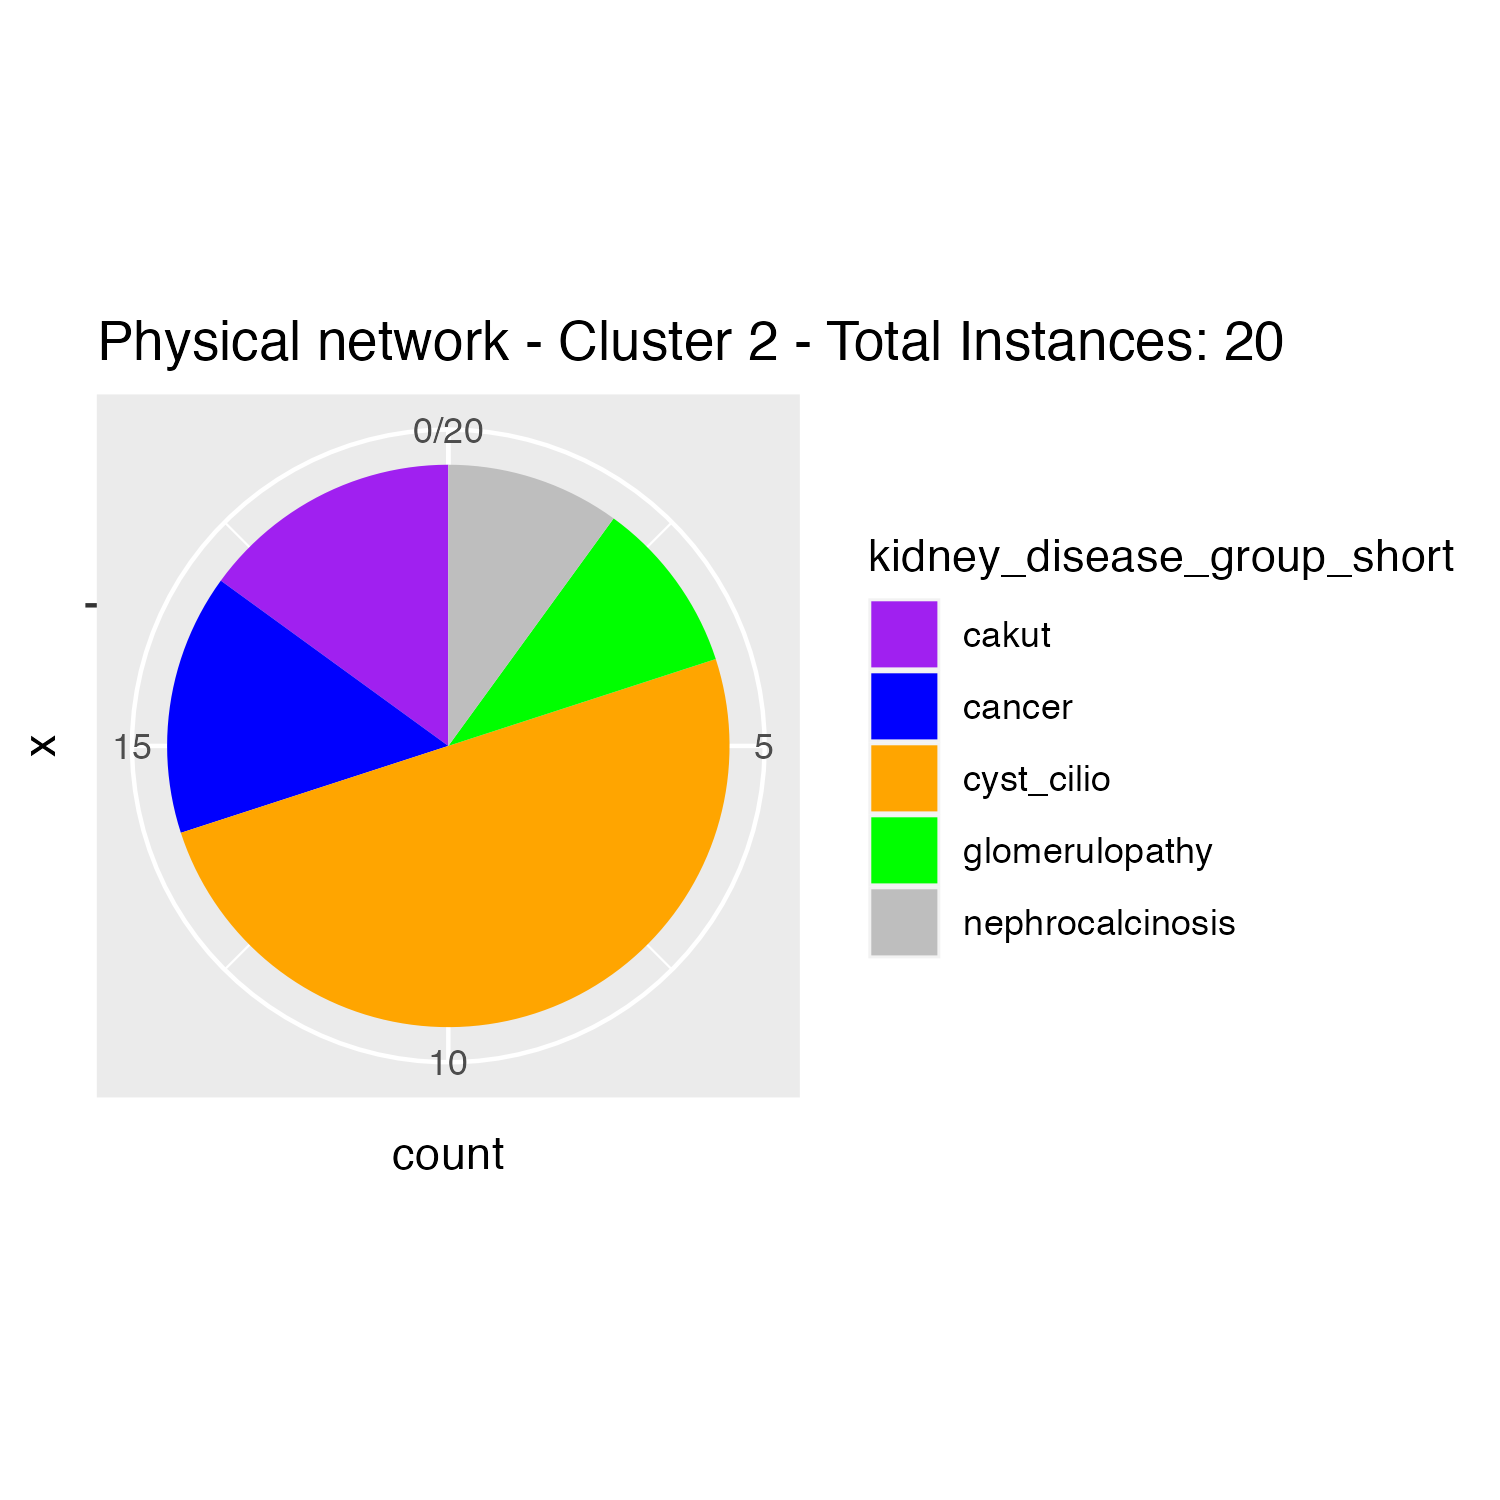 Physical network - Cluster 2 - Total Instances: 20
0/20
5
10
15
x
count
kidney_disease_group_short
cakut
cancer
cyst_cilio
glomerulopathy
nephrocalcinosis